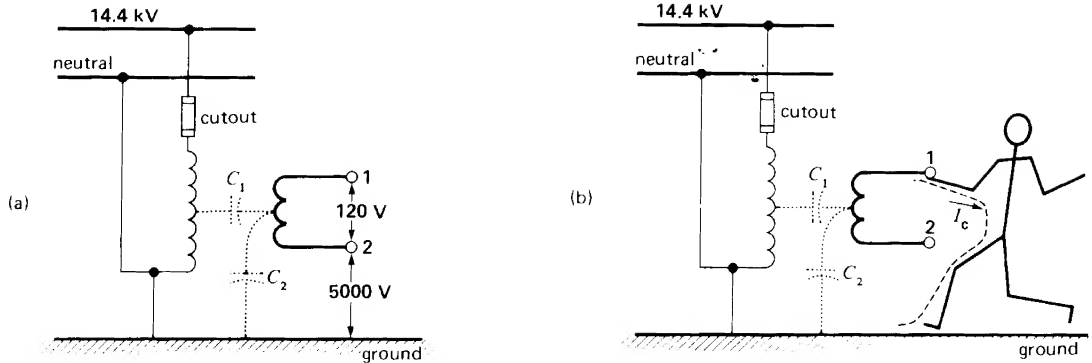 14.4 kV
neutral
cutout
(a)
C1
1
120 V
2
C2
5000 V
ground
14.4 kV
neutral
cutout
(b)
C1
1
Ic
2
C2
ground